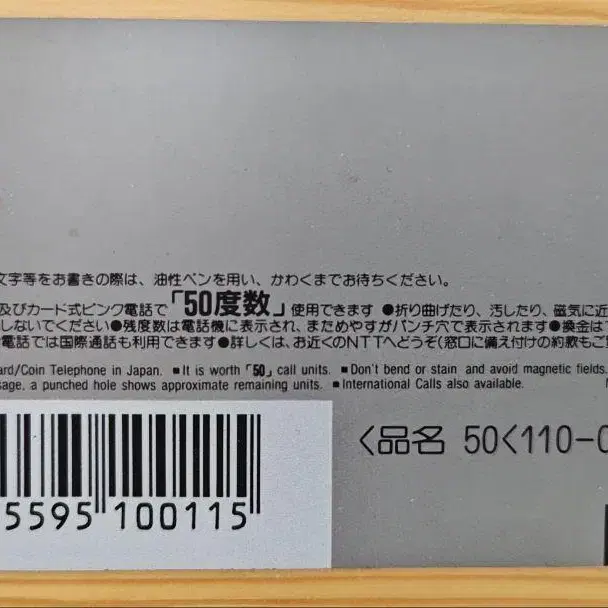 文字等をお書きの際は、油性ペンを用い、かわくまでお待ちください。
及びカード式ピンク電話で「50度数」使用できます ●折り曲げたり、汚したり、磁気に近
しないでください●残度数は電話機に表示され、まためやすがパンチ穴で表示されます●換金は
電話では国際通話も利用できます●詳しくは、お近くのNTTへどうぞ(窓口に備え付けの約款もご
ard/Coin Telephone in Japan. ■It is worth「50」call units. ■Don't bend or stain and avoid magnetic fields.
sage, a punched hole shows approximate remaining units. ■International Calls also available.
〈品名 50〈110-0
5595 100115